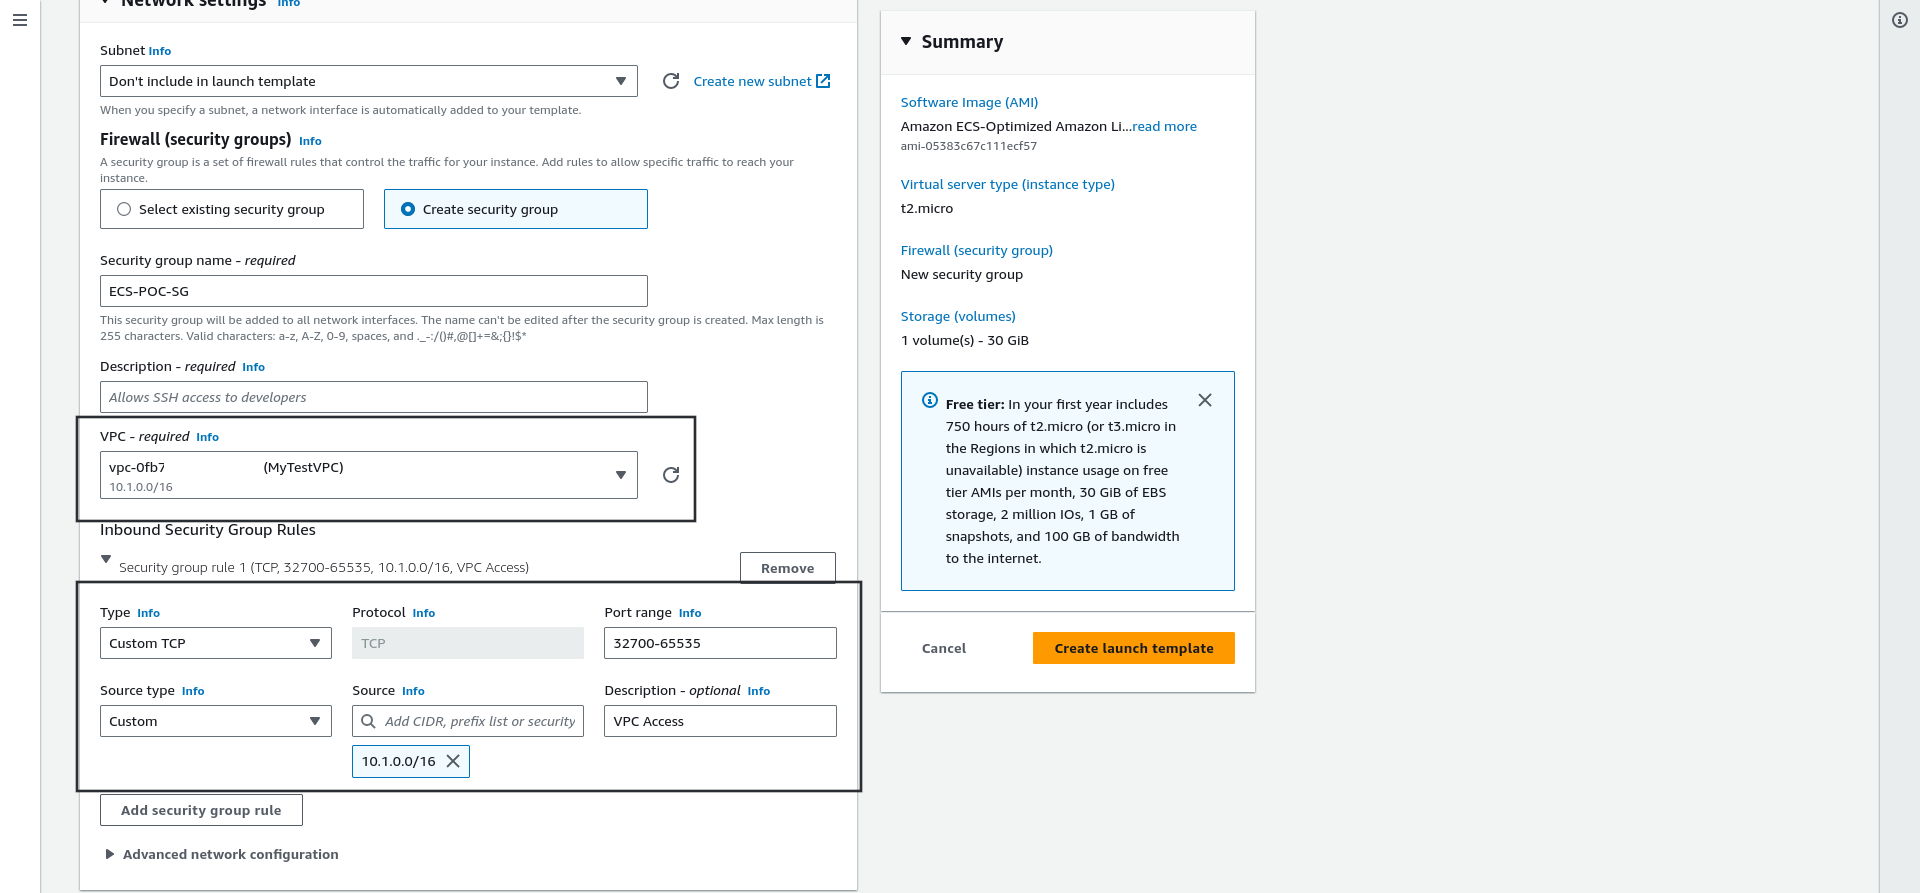 Network settings Info
Subnet Info
Don't include in launch template
Create new subnet
When you specify a subnet, a network interface is automatically added to your template.
Firewall (security groups) Info
A security group is a set of firewall rules that control the traffic for your instance. Add rules to allow specific traffic to reach your
instance.
Select existing security group
Create security group
Security group name - required
ECS-POC-SG
This security group will be added to all network interfaces. The name can't be edited after the security group is created. Max length is
255 characters. Valid characters: a-z, A-Z, 0-9, spaces, and ._-:/()#,@[]+=&;{}!$*
Description - required Info
Allows SSH access to developers
VPC - required Info
vpc-0fb7 (MyTestVPC)
10.1.0.0/16
Inbound Security Group Rules
Security group rule 1 (TCP, 32700-65535, 10.1.0.0/16, VPC Access)
Remove
Type Info
Protocol Info
Port range Info
Custom TCP
TCP
32700-65535
Source type Info
Source Info
Description - optional Info
Custom
Add CIDR, prefix list or security
VPC Access
10.1.0.0/16
Add security group rule
Advanced network configuration
Summary
Software Image (AMI)
Amazon ECS-Optimized Amazon Li...read more
ami-05383c67c111ecf57
Virtual server type (instance type)
t2.micro
Firewall (security group)
New security group
Storage (volumes)
1 volume(s) - 30 GiB
Free tier: In your first year includes
750 hours of t2.micro (or t3.micro in
the Regions in which t2.micro is
unavailable) instance usage on free
tier AMIs per month, 30 GiB of EBS
storage, 2 million IOs, 1 GB of
snapshots, and 100 GB of bandwidth
to the internet.
Cancel
Create launch template